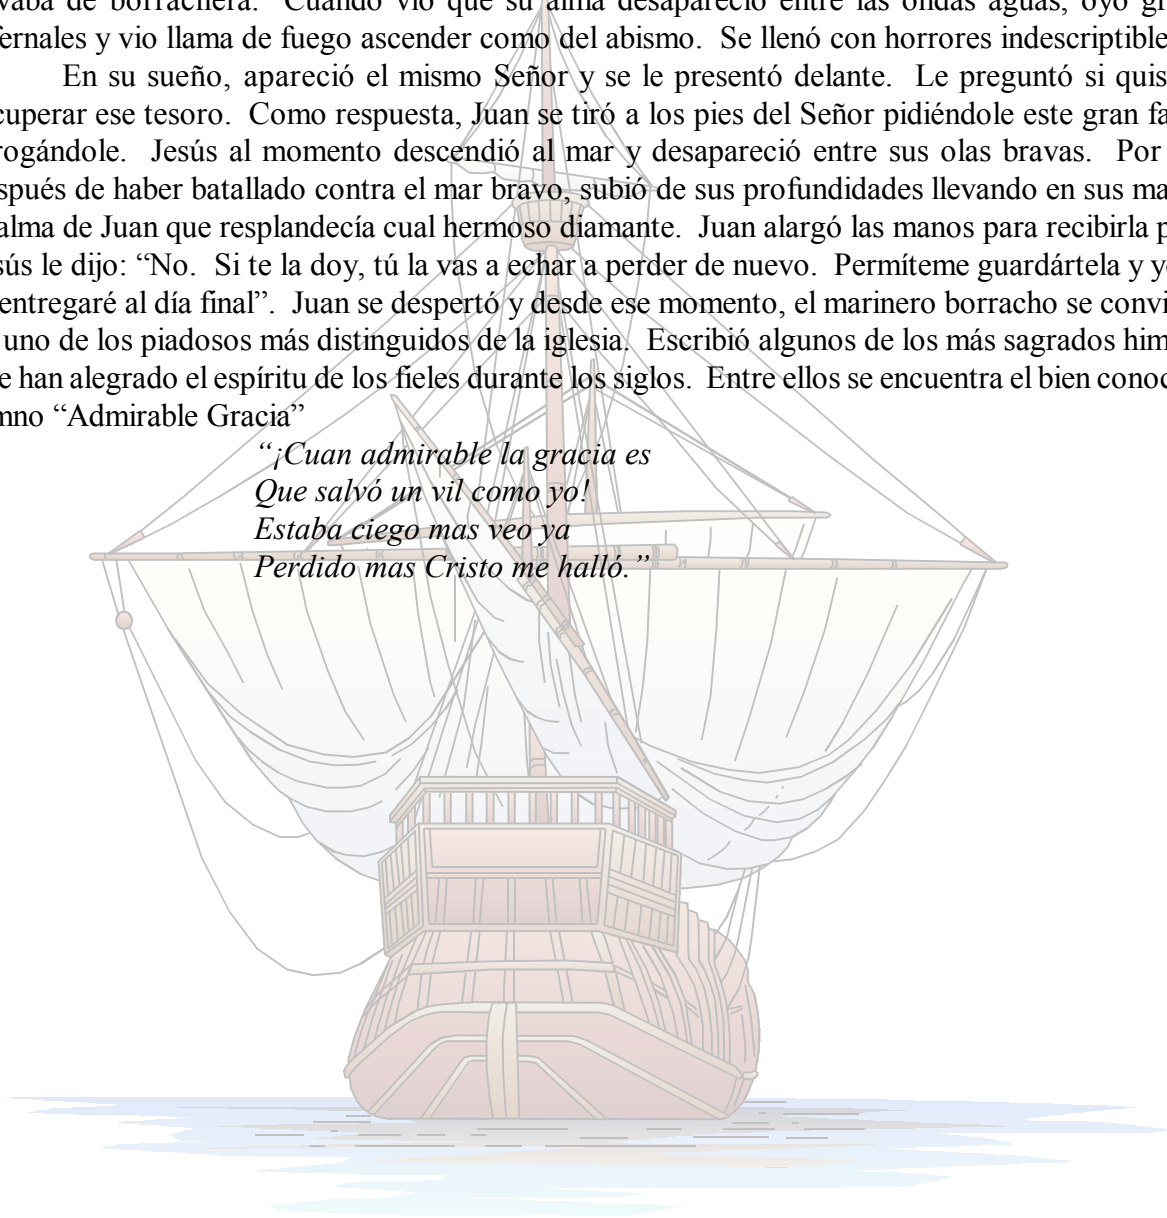 vaba de borrachera. Cuando vio que su alma desapareció entre las ondas aguas, oyó gr
fernales y vio llama de fuego ascender como del abismo. Se llenó con horrores indescriptible
En su sueño, apareció el mismo Señor y se le presentó delante. Le preguntó si quis
cuperar ese tesoro. Como respuesta, Juan se tiró a los pies del Señor pidiéndole este gran fa
rogándole. Jesús al momento descendió al mar y desapareció entre sus olas bravas. Por
spués de haber batallado contra el mar bravo, subió de sus profundidades llevando en sus ma
alma de Juan que resplandecía cual hermoso diamante. Juan alargó las manos para recibirla p
sús le dijo: “No. Si te la doy, tú la vas a echar a perder de nuevo. Permíteme guardártela y y
entregaré al día final”. Juan se despertó y desde ese momento, el marinero borracho se convi
uno de los piadosos más distinguidos de la iglesia. Escribió algunos de los más sagrados him
e han alegrado el espíritu de los fieles durante los siglos. Entre ellos se encuentra el bien conoc
mno “Admirable Gracia”
“¡Cuan admirable la gracia es
Que salvó un vil como yo!
Estaba ciego mas veo ya
Perdido mas Cristo me halló.”